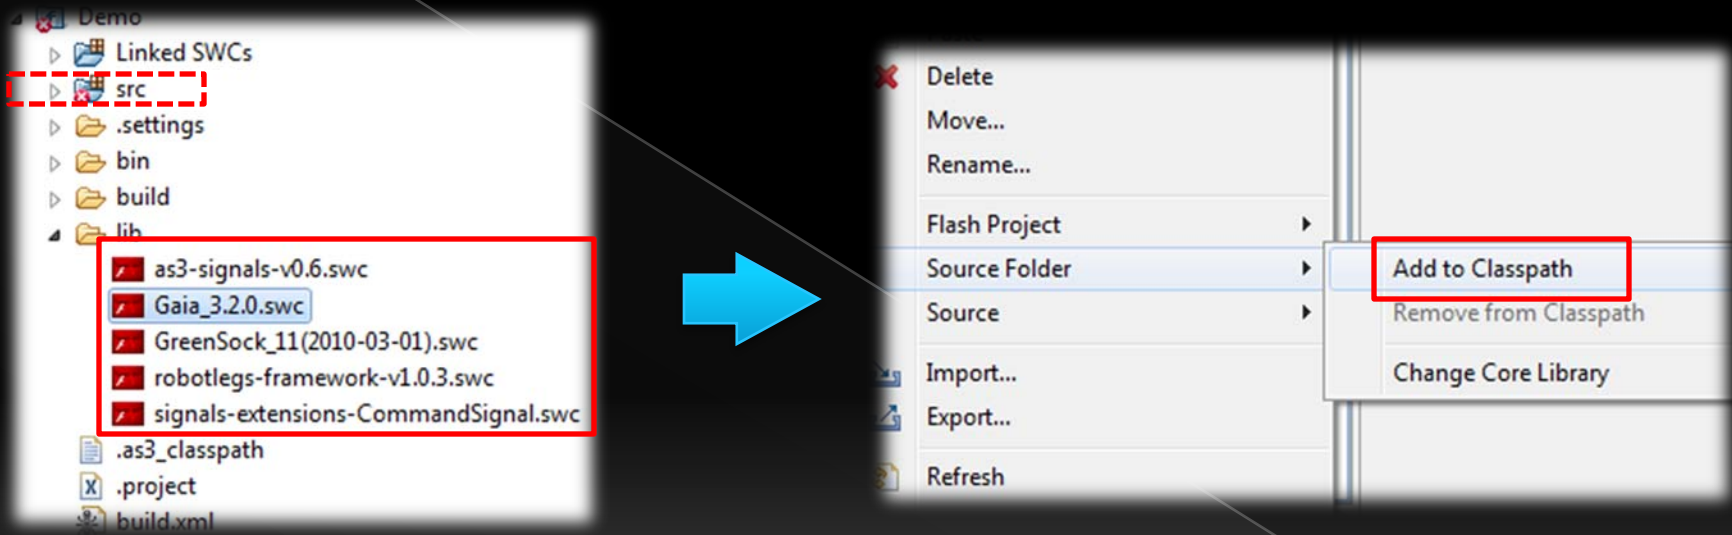 Demo
Linked SWCs
src
.settings
bin
build
lib
as3-signals-v0.6.swc
Gaia_3.2.0.swc
GreenSock_11(2010-03-01).swc
robotlegs-framework-v1.0.3.swc
signals-extensions-CommandSignal.swc
.as3_classpath
.project
build.xml
Delete
Move...
Rename...
Flash Project
Source Folder
Source
Import...
Export...
Refresh
Add to Classpath
Remove from Classpath
Change Core Library